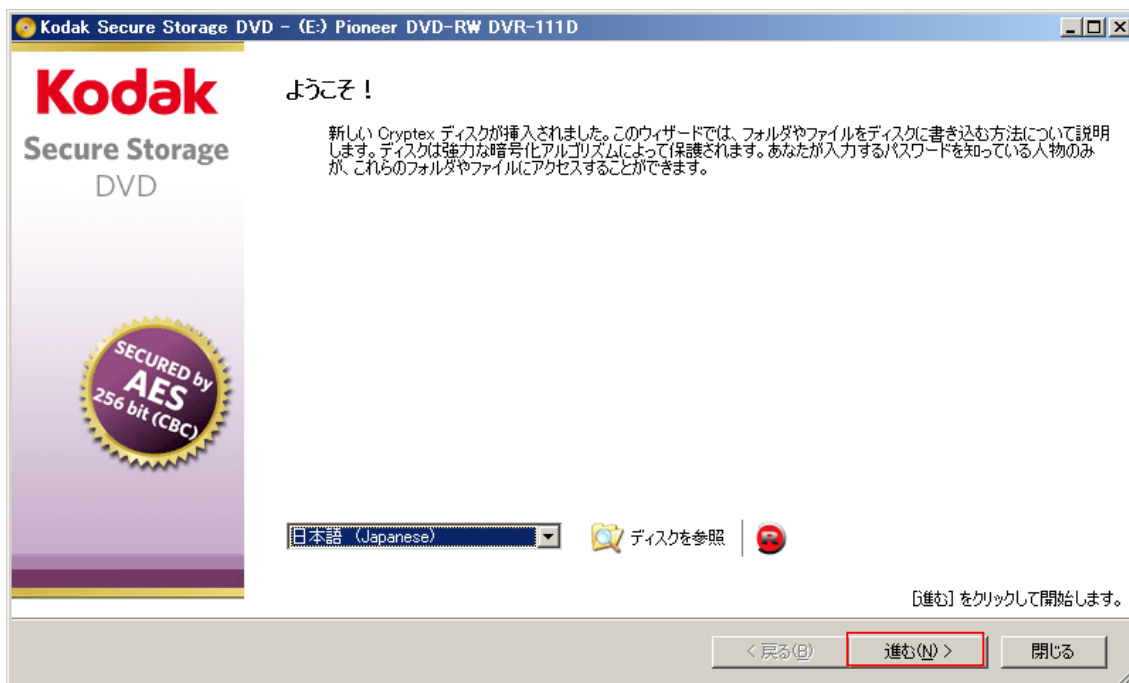 Kodak Secure Storage DVD - (E:) Pioneer DVD-RW DVR-111D
Kodak
Secure Storage
DVD
ようこそ！
新しい Cryptex ディスクが挿入されました。このウィザードでは、フォルダやファイルをディスクに書き込む方法について説明
します。ディスクは強力な暗号化アルゴリズムによって保護されます。あなたが入力するパスワードを知っている人物のみ
が、これらのフォルダやファイルにアクセスすることができます。
SECURED by
AES
256 bit (CBC)
日本語 (Japanese)
ディスクを参照
R
[進む] をクリックして開始します。
< 戻る(B)
進む(N) >
閉じる